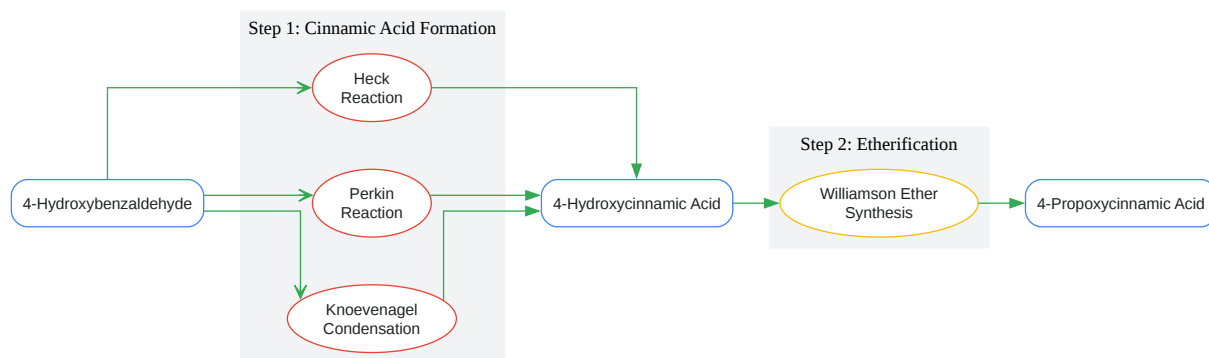 Step 1: Cinnamic Acid Formation
Heck
Reaction
Step 2: Etherification
4-Hydroxybenzaldehyde
Perkin
Reaction
4-Hydroxycinnamic Acid
Williamson Ether
Synthesis
4-Propoxycinnamic Acid
Knoevenagel
Condensation